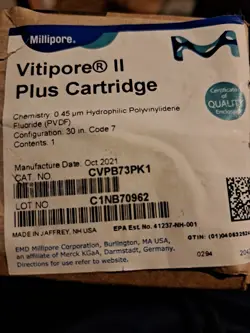 Millipore®
Vitipore® II
Plus Cartridge
Certificate
of
QUALITY
Enclosed
Chemistry: 0.45 µm Hydrophilic Polyvinylidene
Fluoride (PVDF)
Configuration: 30 in. Code 7
Contents: 1
Manufacture Date: Oct 2021
CAT. NO. CVPB73PK1
LOT NO C1NB70962
MADE IN JAFFREY, NH USA
EPA Est. No. 41237-NH-001
EMD Millipore Corporation, Burlington, MA USA,
an affiliate of Merck KGaA, Darmstadt, Germany.
Directions for use refer to website.
0294